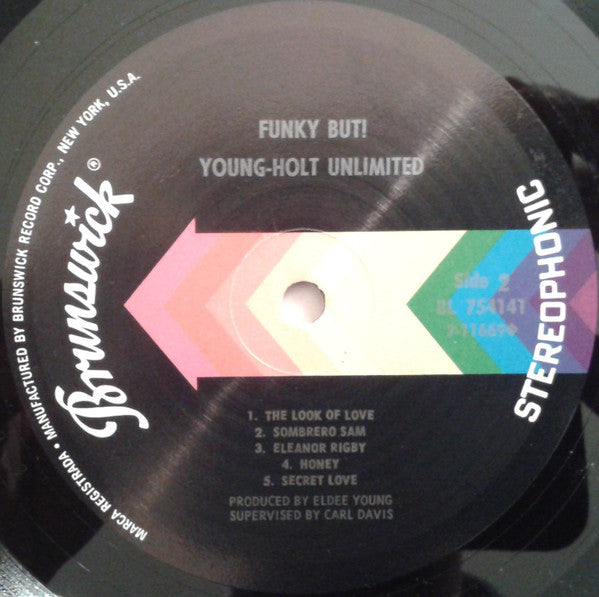 FUNKY BUT!
YOUNG-HOLT UNLIMITED
Brunswick®
STEREOPHONIC
Side 2
BL 754141
7-11669
1. THE LOOK OF LOVE
2. SOMBRERO SAM
3. ELEANOR RIGBY
4. HONEY
5. SECRET LOVE
PRODUCED BY ELDEE YOUNG
SUPERVISED BY CARL DAVIS
MARCA REGISTRADA • MANUFACTURED BY BRUNSWICK RECORD CORP., NEW YORK, U.S.A.